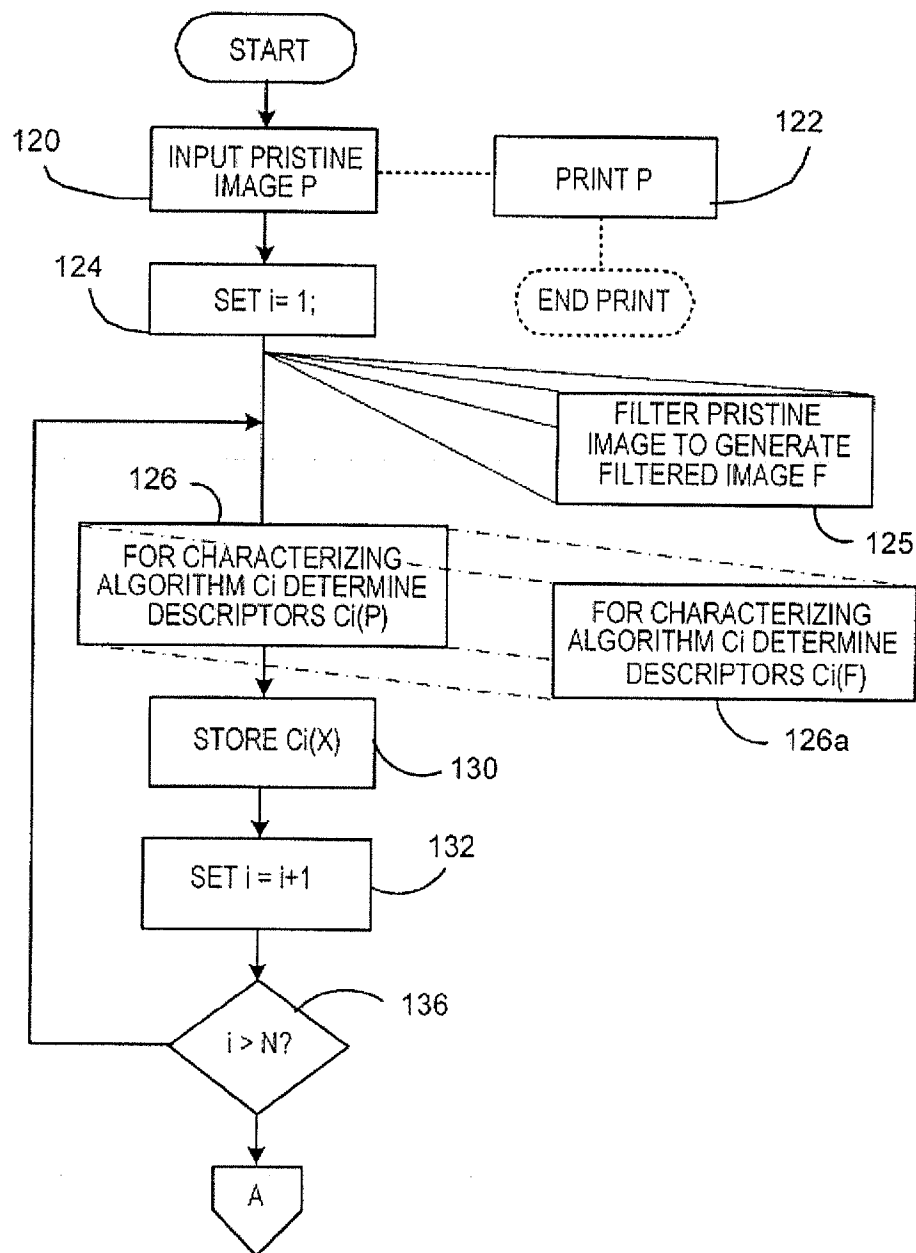 START
120
INPUT PRISTINE
IMAGE P
PRINT P
122
124
SET i= 1;
END PRINT
FILTER PRISTINE
IMAGE TO GENERATE
FILTERED IMAGE F
125
126
FOR CHARACTERIZING
ALGORITHM Ci DETERMINE
DESCRIPTORS Ci(P)
FOR CHARACTERIZING
ALGORITHM Ci DETERMINE
DESCRIPTORS Ci(F)
126a
STORE Ci(X)
130
SET i = i+1
132
136
i > N?
A